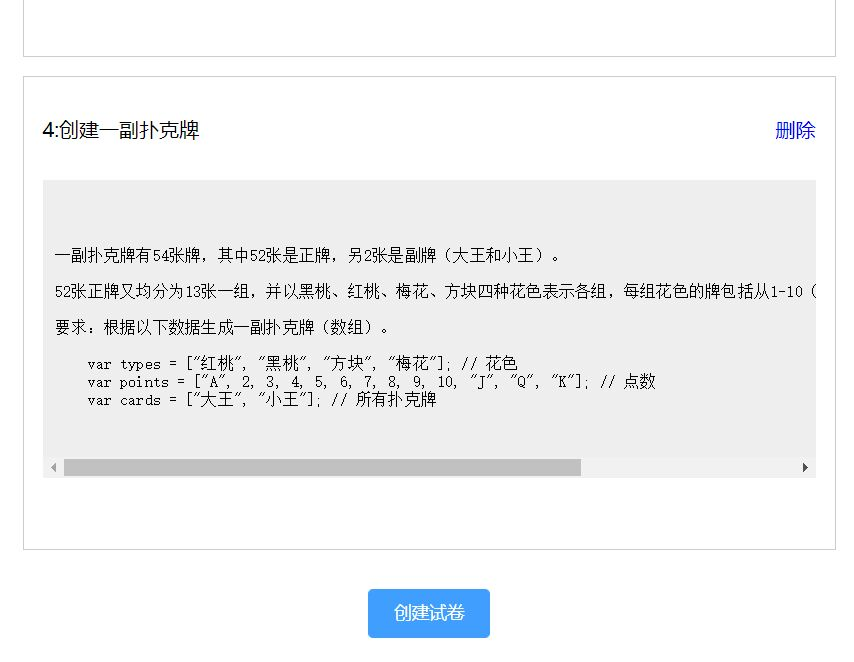 4:创建一副扑克牌
删除
一副扑克牌有54张牌，其中52张是正牌，另2张是副牌（大王和小王）。
52张正牌又均分为13张一组，并以黑桃、红桃、梅花、方块四种花色表示各组，每组花色的牌包括从1-10（
要求：根据以下数据生成一副扑克牌（数组）。
var types = ["红桃", "黑桃", "方块", "梅花"]; // 花色
var points = ["A", 2, 3, 4, 5, 6, 7, 8, 9, 10, "J", "Q", "K"]; // 点数
var cards = ["大王", "小王"]; // 所有扑克牌
创建试卷